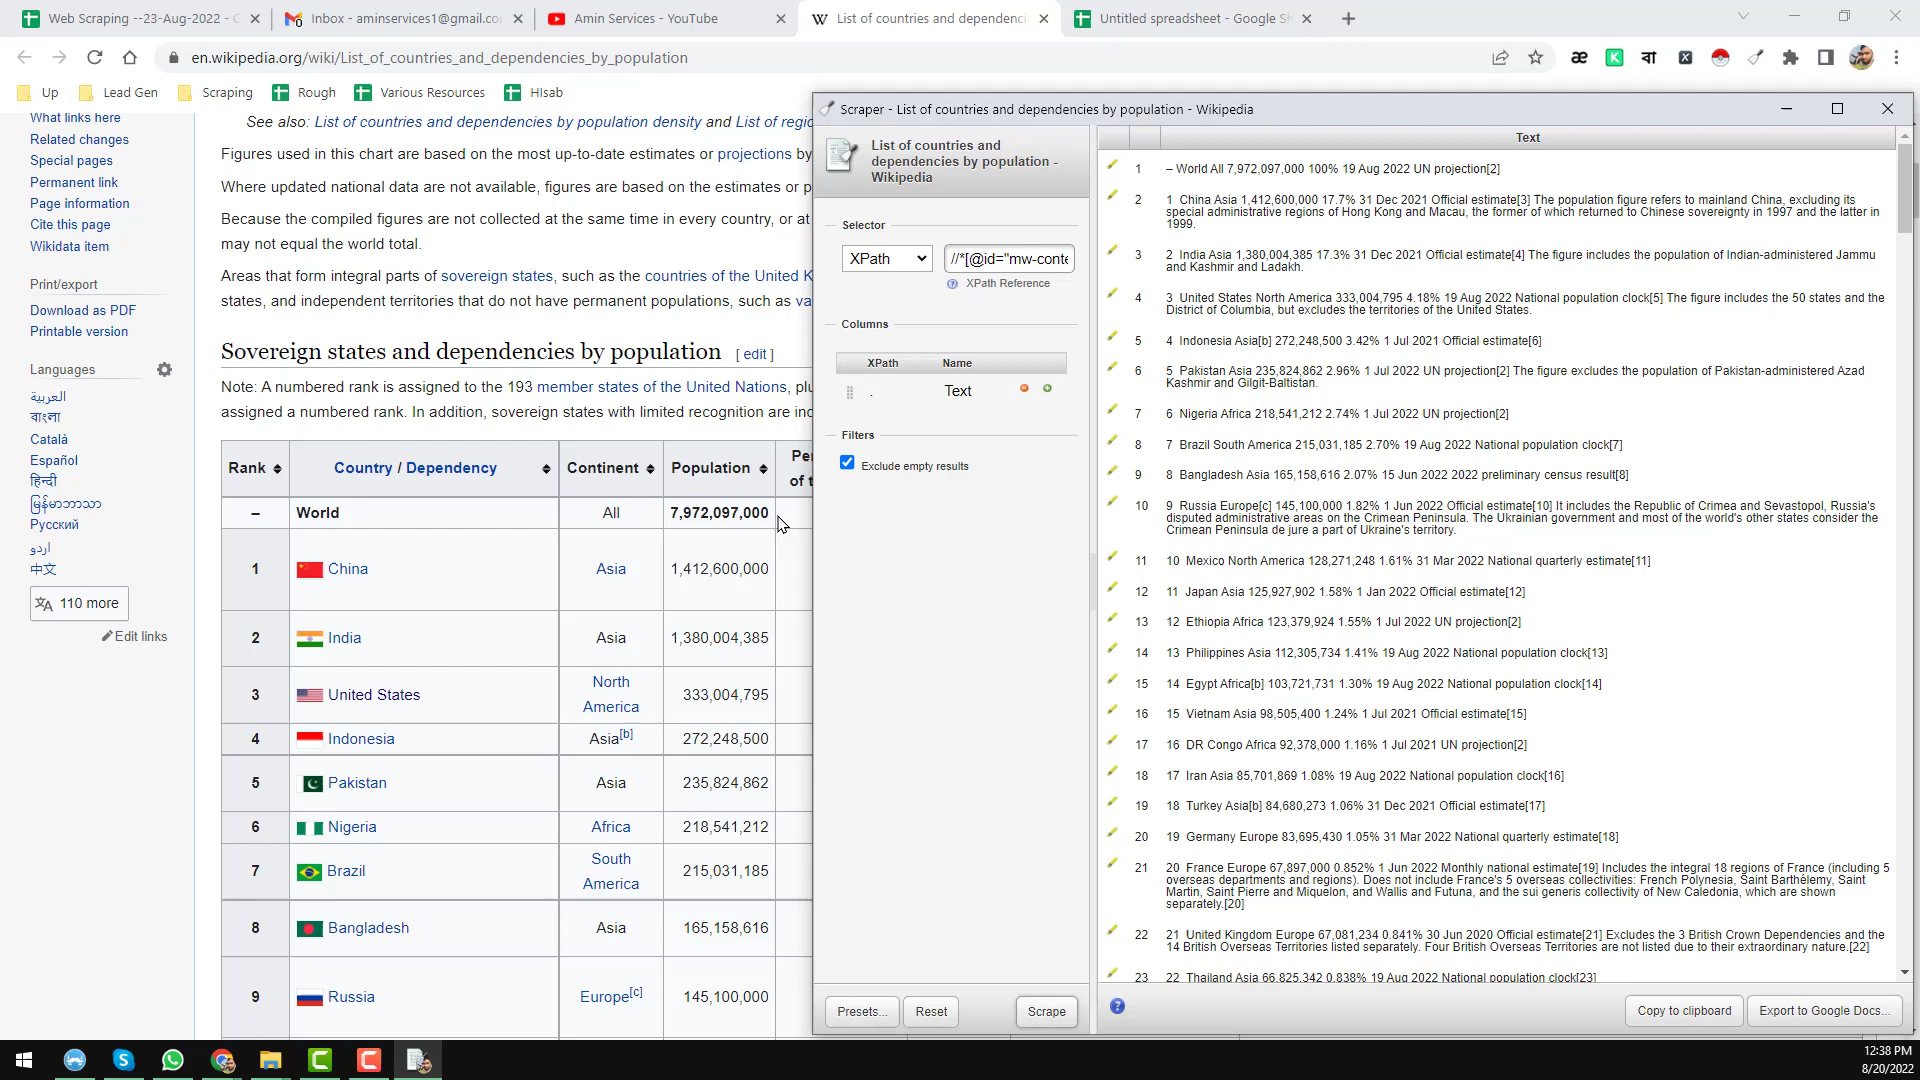 Web Scraping --23-Aug-2022 - G
Inbox - aminservices1@gmail.co
Amin Services - YouTube
List of countries and dependenci
Untitled spreadsheet - Google Sh
en.wikipedia.org/wiki/List_of_countries_and_dependencies_by_population
Up
Lead Gen
Scraping
Rough
Various Resources
HIsab
What links here
Related changes
Special pages
Permanent link
Page information
Cite this page
Wikidata item
Print/export
Download as PDF
Printable version
Languages
العربية
বাংলা
Català
Español
हिन्दी
မြန်မာဘာသာ
Русский
اردو
中文
110 more
Edit links
See also: List of countries and dependencies by population density and List of regio
Figures used in this chart are based on the most up-to-date estimates or projections by
Where updated national data are not available, figures are based on the estimates or p
Because the compiled figures are not collected at the same time in every country, or at
may not equal the world total.
Areas that form integral parts of sovereign states, such as the countries of the United K
states, and independent territories that do not have permanent populations, such as va
Sovereign states and dependencies by population [ edit ]
Note: A numbered rank is assigned to the 193 member states of the United Nations, plu
assigned a numbered rank. In addition, sovereign states with limited recognition are inc
Rank Country / Dependency Continent Population Per
of t
– World All 7,972,097,000
1 China Asia 1,412,600,000
2 India Asia 1,380,004,385
3 United States North America 333,004,795
4 Indonesia Asia[b] 272,248,500
5 Pakistan Asia 235,824,862
6 Nigeria Africa 218,541,212
7 Brazil South America 215,031,185
8 Bangladesh Asia 165,158,616
9 Russia Europe[c] 145,100,000
Scraper - List of countries and dependencies by population - Wikipedia
List of countries and
dependencies by population -
Wikipedia
Selector
XPath
//*[@id="mw-conte
XPath Reference
Columns
XPath Name
. Text
Filters
Exclude empty results
Presets...
Reset
Scrape
Text
1 – World All 7,972,097,000 100% 19 Aug 2022 UN projection[2]
2 1 China Asia 1,412,600,000 17.7% 31 Dec 2021 Official estimate[3] The population figure refers to mainland China, excluding its
special administrative regions of Hong Kong and Macau, the former of which returned to Chinese sovereignty in 1997 and the latter in
1999.
3 2 India Asia 1,380,004,385 17.3% 31 Dec 2021 Official estimate[4] The figure includes the population of Indian-administered Jammu
and Kashmir and Ladakh.
4 3 United States North America 333,004,795 4.18% 19 Aug 2022 National population clock[5] The figure includes the 50 states and the
District of Columbia, but excludes the territories of the United States.
5 4 Indonesia Asia[b] 272,248,500 3.42% 1 Jul 2021 Official estimate[6]
6 5 Pakistan Asia 235,824,862 2.96% 1 Jul 2022 UN projection[2] The figure excludes the population of Pakistan-administered Azad
Kashmir and Gilgit-Baltistan.
7 6 Nigeria Africa 218,541,212 2.74% 1 Jul 2022 UN projection[2]
8 7 Brazil South America 215,031,185 2.70% 19 Aug 2022 National population clock[7]
9 8 Bangladesh Asia 165,158,616 2.07% 15 Jun 2022 2022 preliminary census result[8]
10 9 Russia Europe[c] 145,100,000 1.82% 1 Jun 2022 Official estimate[10] It includes the Republic of Crimea and Sevastopol, Russia's
disputed administrative areas on the Crimean Peninsula. The Ukrainian government and most of the world's other states consider the
Crimean Peninsula de jure a part of Ukraine's territory.
11 10 Mexico North America 128,271,248 1.61% 31 Mar 2022 National quarterly estimate[11]
12 11 Japan Asia 125,927,902 1.58% 1 Jan 2022 Official estimate[12]
13 12 Ethiopia Africa 123,379,924 1.55% 1 Jul 2022 UN projection[2]
14 13 Philippines Asia 112,305,734 1.41% 19 Aug 2022 National population clock[13]
15 14 Egypt Africa[b] 103,721,731 1.30% 19 Aug 2022 National population clock[14]
16 15 Vietnam Asia 98,505,400 1.24% 1 Jul 2021 Official estimate[15]
17 16 DR Congo Africa 92,378,000 1.16% 1 Jul 2021 UN projection[2]
18 17 Iran Asia 85,701,869 1.08% 19 Aug 2022 National population clock[16]
19 18 Turkey Asia[b] 84,680,273 1.06% 31 Dec 2021 Official estimate[17]
20 19 Germany Europe 83,695,430 1.05% 31 Mar 2022 National quarterly estimate[18]
21 20 France Europe 67,897,000 0.852% 1 Jun 2022 Monthly national estimate[19] Includes the integral 18 regions of France (including 5
overseas departments and regions). Does not include France's 5 overseas collectivities: French Polynesia, Saint Barthélemy, Saint
Martin, Saint Pierre and Miquelon, and Wallis and Futuna, and the sui generis collectivity of New Caledonia, which are shown
separately.[20]
22 21 United Kingdom Europe 67,081,234 0.841% 30 Jun 2020 Official estimate[21] Excludes the 3 British Crown Dependencies and the
14 British Overseas Territories listed separately. Four British Overseas Territories are not listed due to their extraordinary nature.[22]
23 22 Thailand Asia 66,825,342 0.838% 19 Aug 2022 National population clock[23]
Copy to clipboard
Export to Google Docs...
12:38 PM
8/20/2022